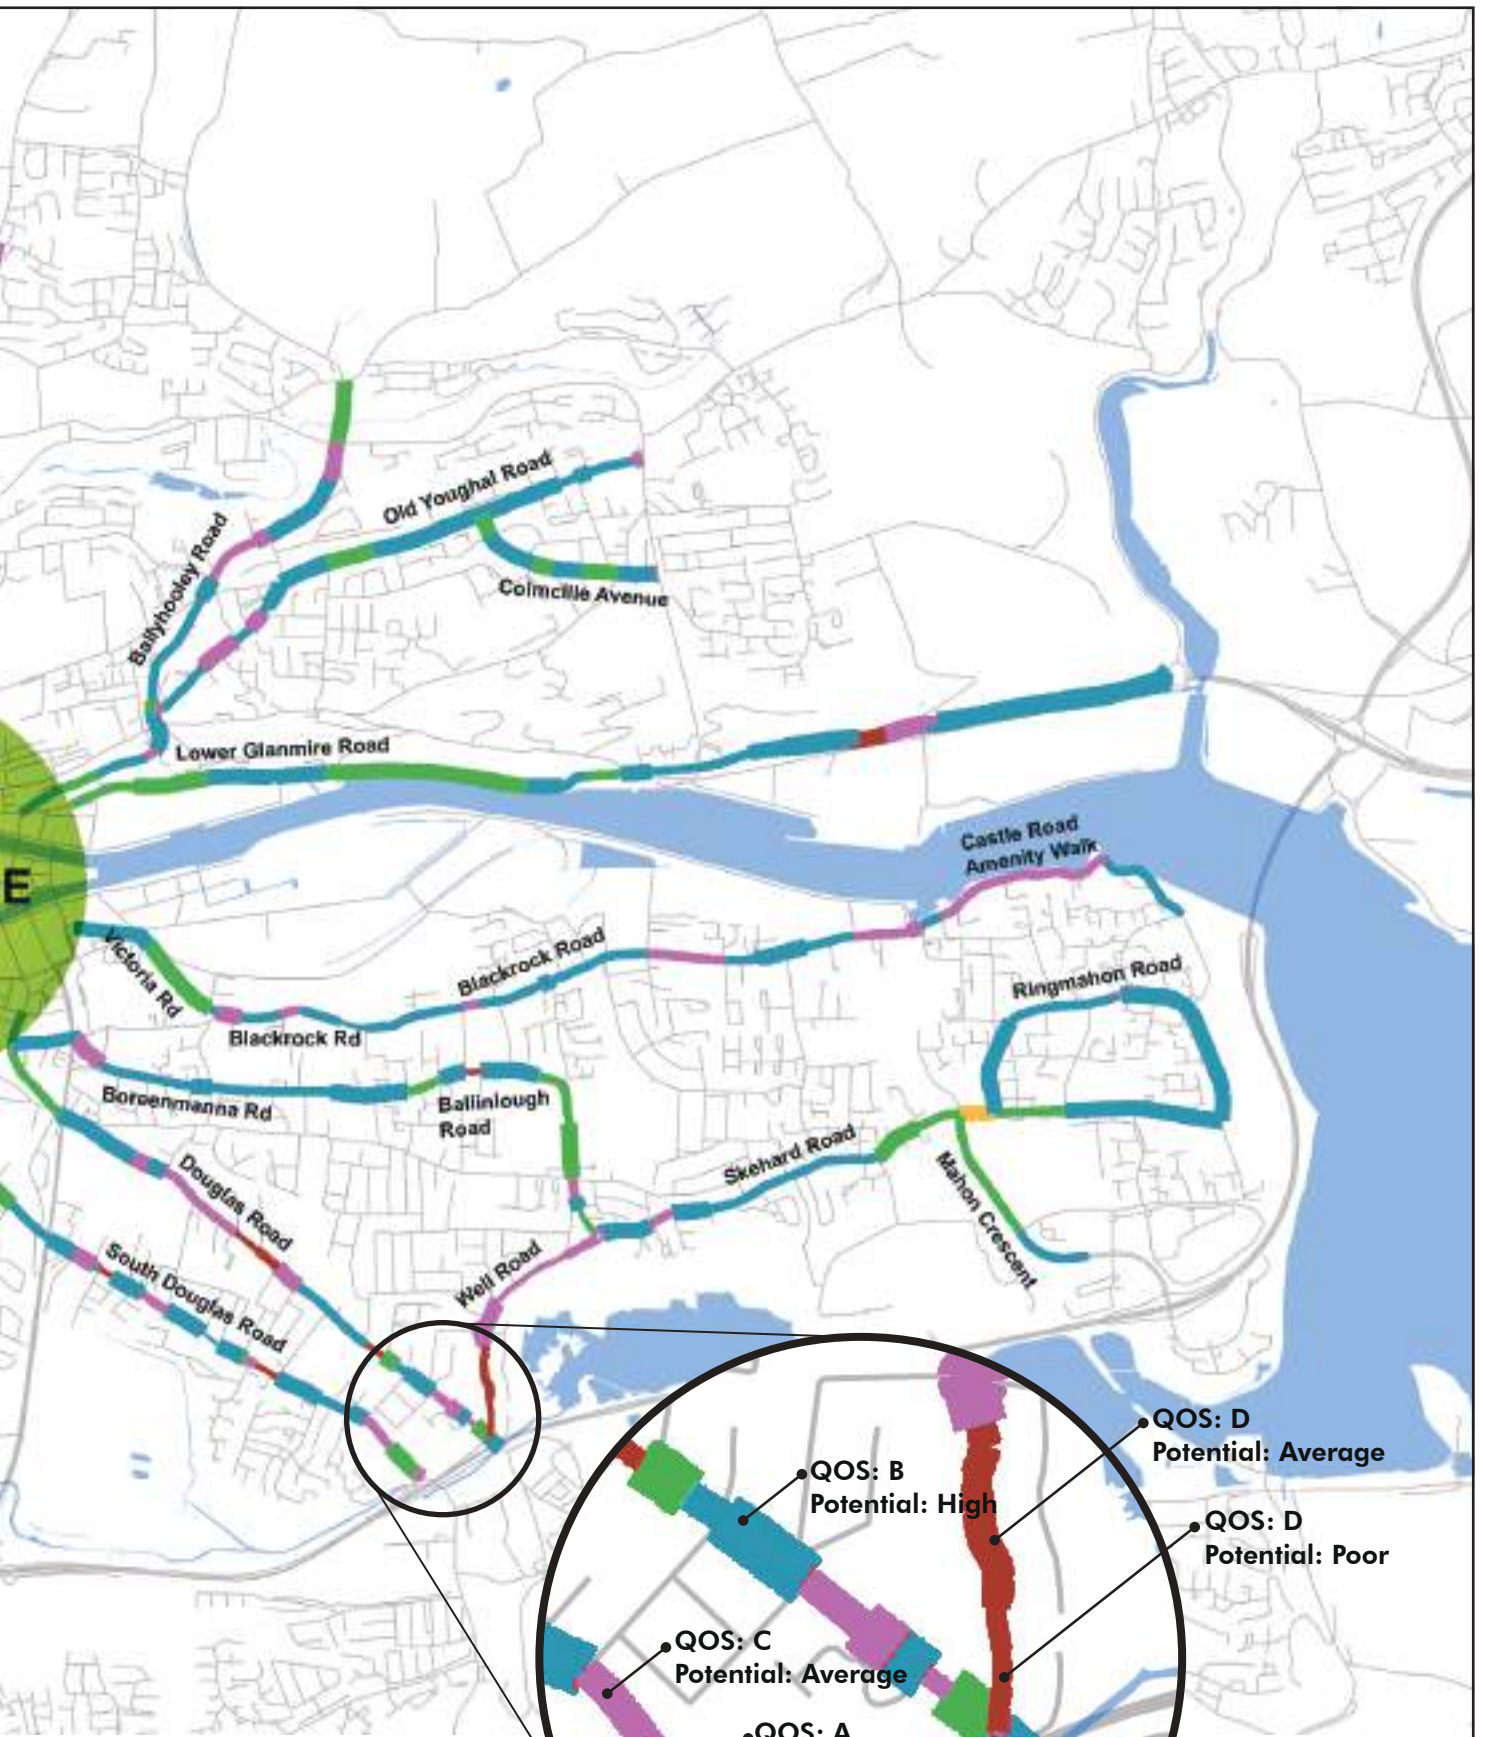 Old Youghal Road
Ballyhooley Road
Colmcille Avenue
Lower Glanmire Road
Castle Road
Amenity Walk
E
Victoria Rd
Blackrock Road
Ringmahon Road
Blackrock Rd
Boreenmanna Rd
Ballinlough
Road
Skehard Road
Douglas Road
Mahon Crescent
South Douglas Road
Well Road
QOS: D
Potential: Average
QOS: B
Potential: High
QOS: D
Potential: Poor
QOS: C
Potential: Average
QOS: A